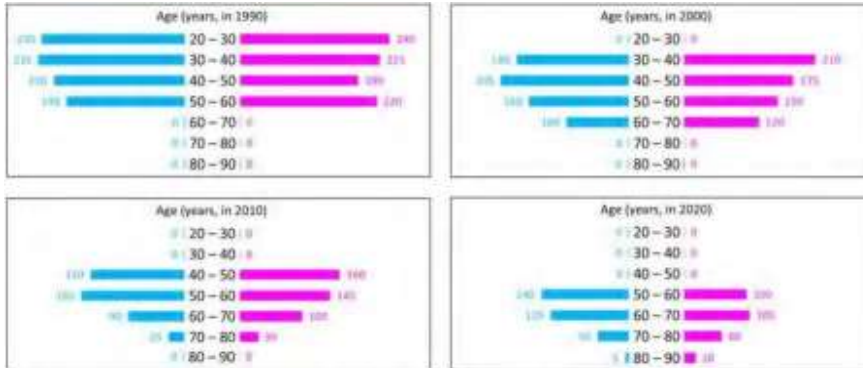 Age (years, in 1990)
230 20 – 30 240
235 30 – 40 225
210 40 – 50 190
190 50 – 60 220
0 60 – 70 0
0 70 – 80 0
0 80 – 90 0
Age (years, in 2000)
0 20 – 30 0
180 30 – 40 210
205 40 – 50 175
160 50 – 60 150
100 60 – 70 120
0 70 – 80 0
0 80 – 90 0
Age (years, in 2010)
0 20 – 30 0
0 30 – 40 0
150 40 – 50 160
165 50 – 60 145
90 60 – 70 100
25 70 – 80 30
0 80 – 90 0
Age (years, in 2020)
0 20 – 30 0
0 30 – 40 0
0 40 – 50 0
140 50 – 60 100
125 60 – 70 105
50 70 – 80 60
5 80 – 90